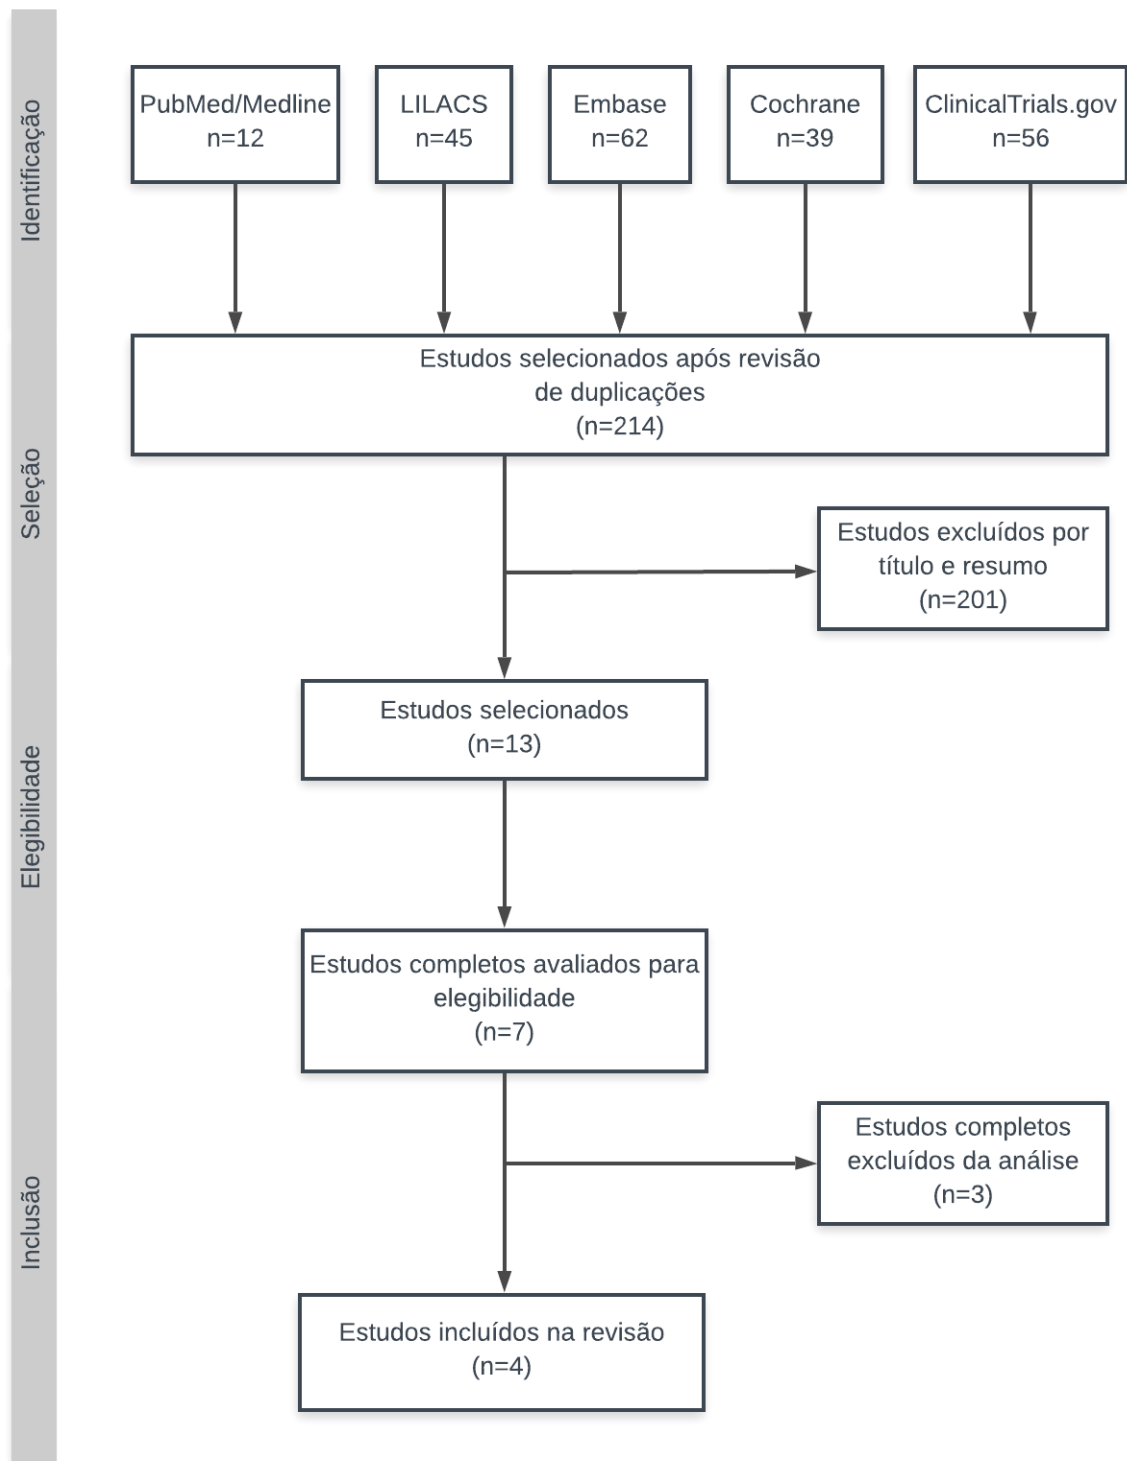 Identificação
PubMed/Medline
n=12
LILACS
n=45
Embase
n=62
Cochrane
n=39
ClinicalTrials.gov
n=56
Estudos selecionados após revisão
de duplicações
(n=214)
Seleção
Estudos excluídos por
título e resumo
(n=201)
Estudos selecionados
(n=13)
Elegibilidade
Estudos completos avaliados para
elegibilidade
(n=7)
Estudos completos
excluídos da análise
(n=3)
Inclusão
Estudos incluídos na revisão
(n=4)